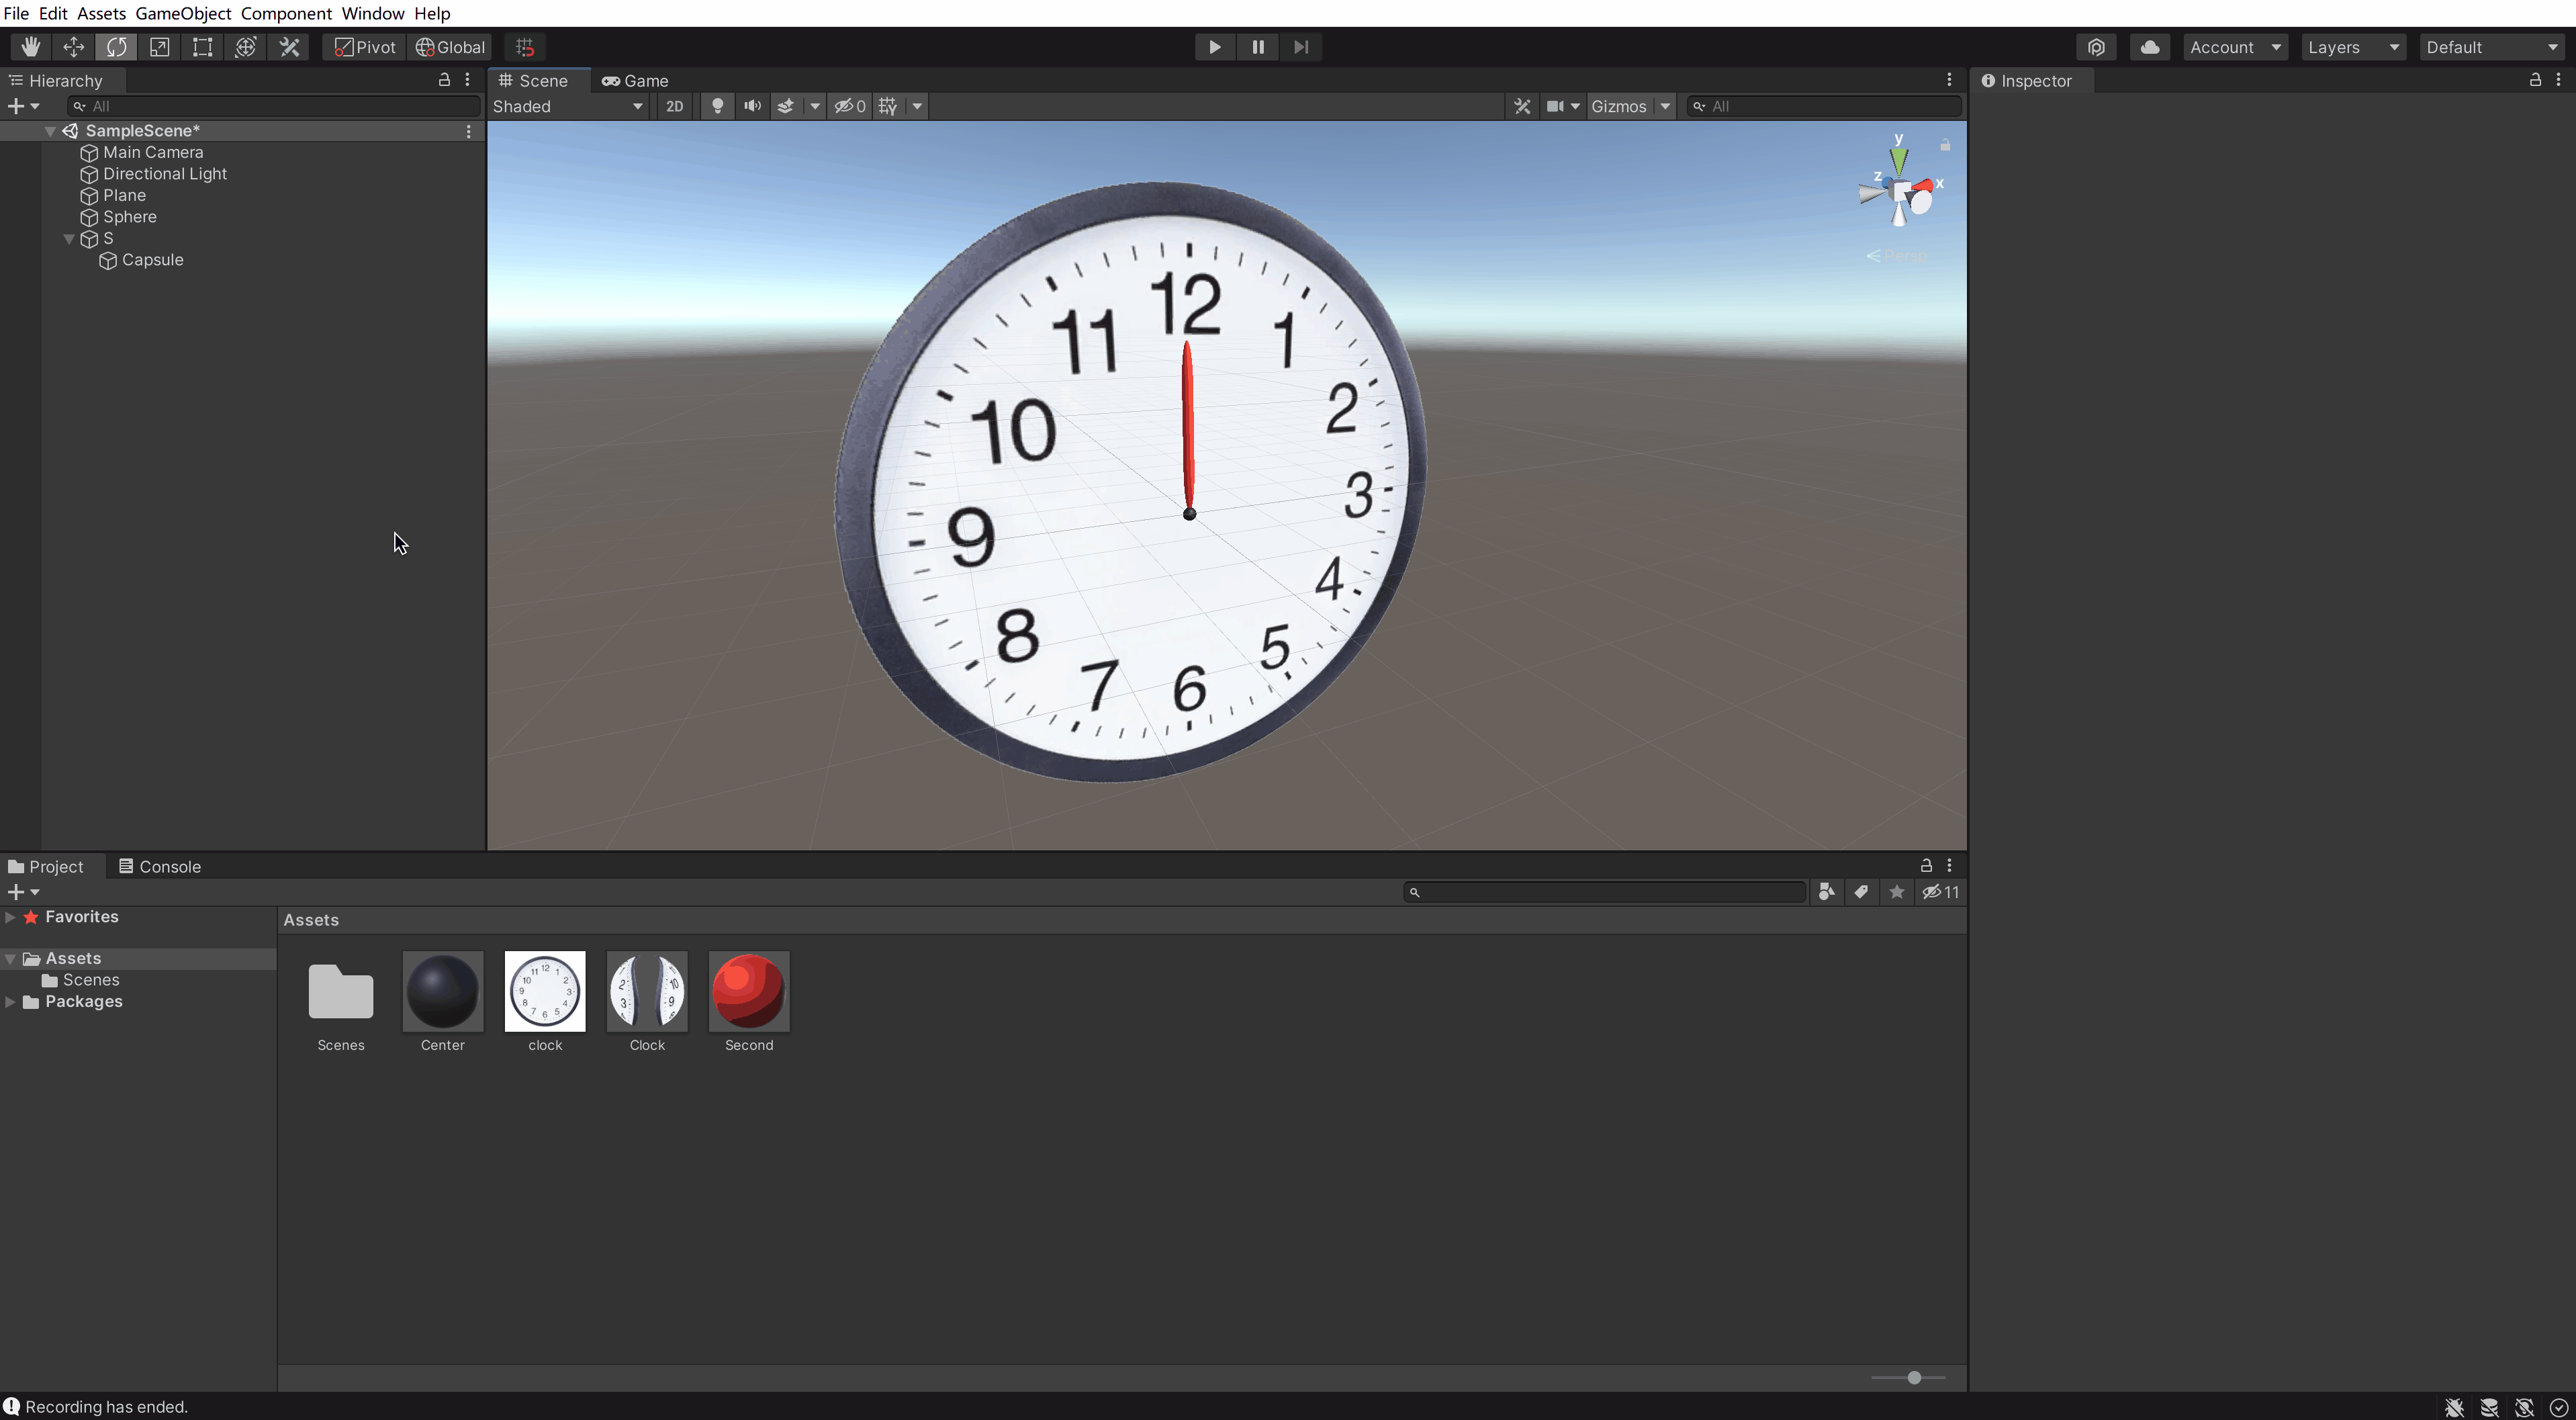 File Edit Assets GameObject Component Window Help
Pivot Global Account Layers Default
Hierarchy
All
SampleScene*
Main Camera
Directional Light
Plane
Sphere
S
Capsule
Scene Game
Shaded 2D 0 Gizmos All
y
z x
Persp
12
11 1
10 2
9 3
8 4
7 6 5
Inspector
Project Console
11
Favorites
Assets
Scenes
Packages
Assets
Scenes Center clock Clock Second
Recording has ended.